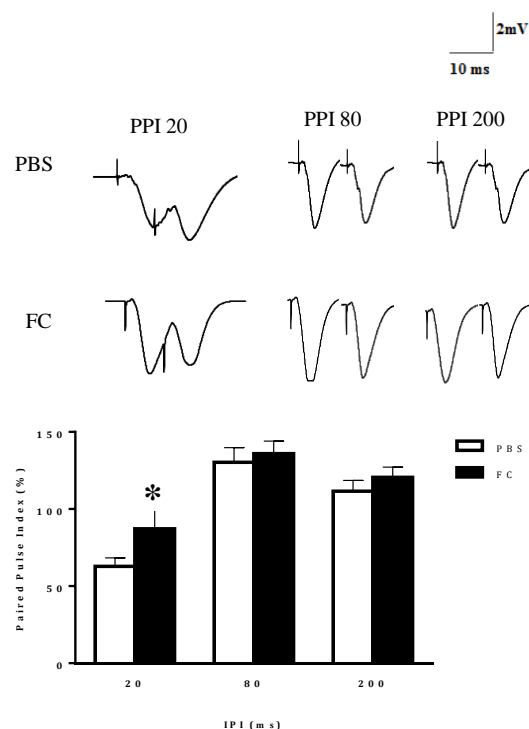 2mV
10 ms
PPI 20 PPI 80 PPI 200
PBS
FC
*
PBS
FC
150
100
50
0
Paired Pulse Index (%)
20 80 200
IPI (ms)